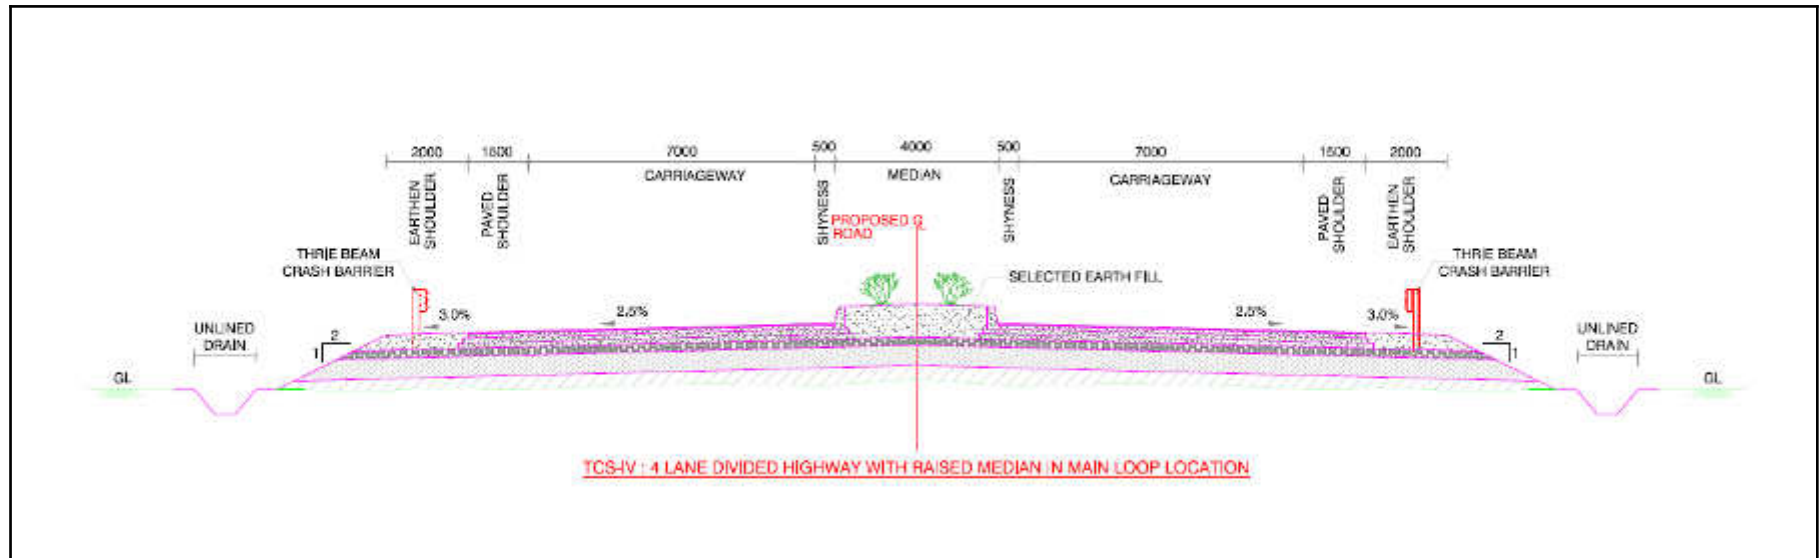 2000 1500 7000 500 4000 500 7000 1500 2000
EARTHEN
SHOULDER
PAVED
SHOULDER
CARRIAGEWAY
SHYNESS
MEDIAN
SHYNESS
CARRIAGEWAY
PAVED
SHOULDER
EARTHEN
SHOULDER
PROPOSED ℄
ROAD
THRIE BEAM
CRASH BARRIER
THRIE BEAM
CRASH BARRIER
SELECTED EARTH FILL
3.0%
2.5%
2.5%
3.0%
UNLINED
DRAIN
2
1
2
1
UNLINED
DRAIN
GL
GL
TCS-IV : 4 LANE DIVIDED HIGHWAY WITH RAISED MEDIAN IN MAIN LOOP LOCATION